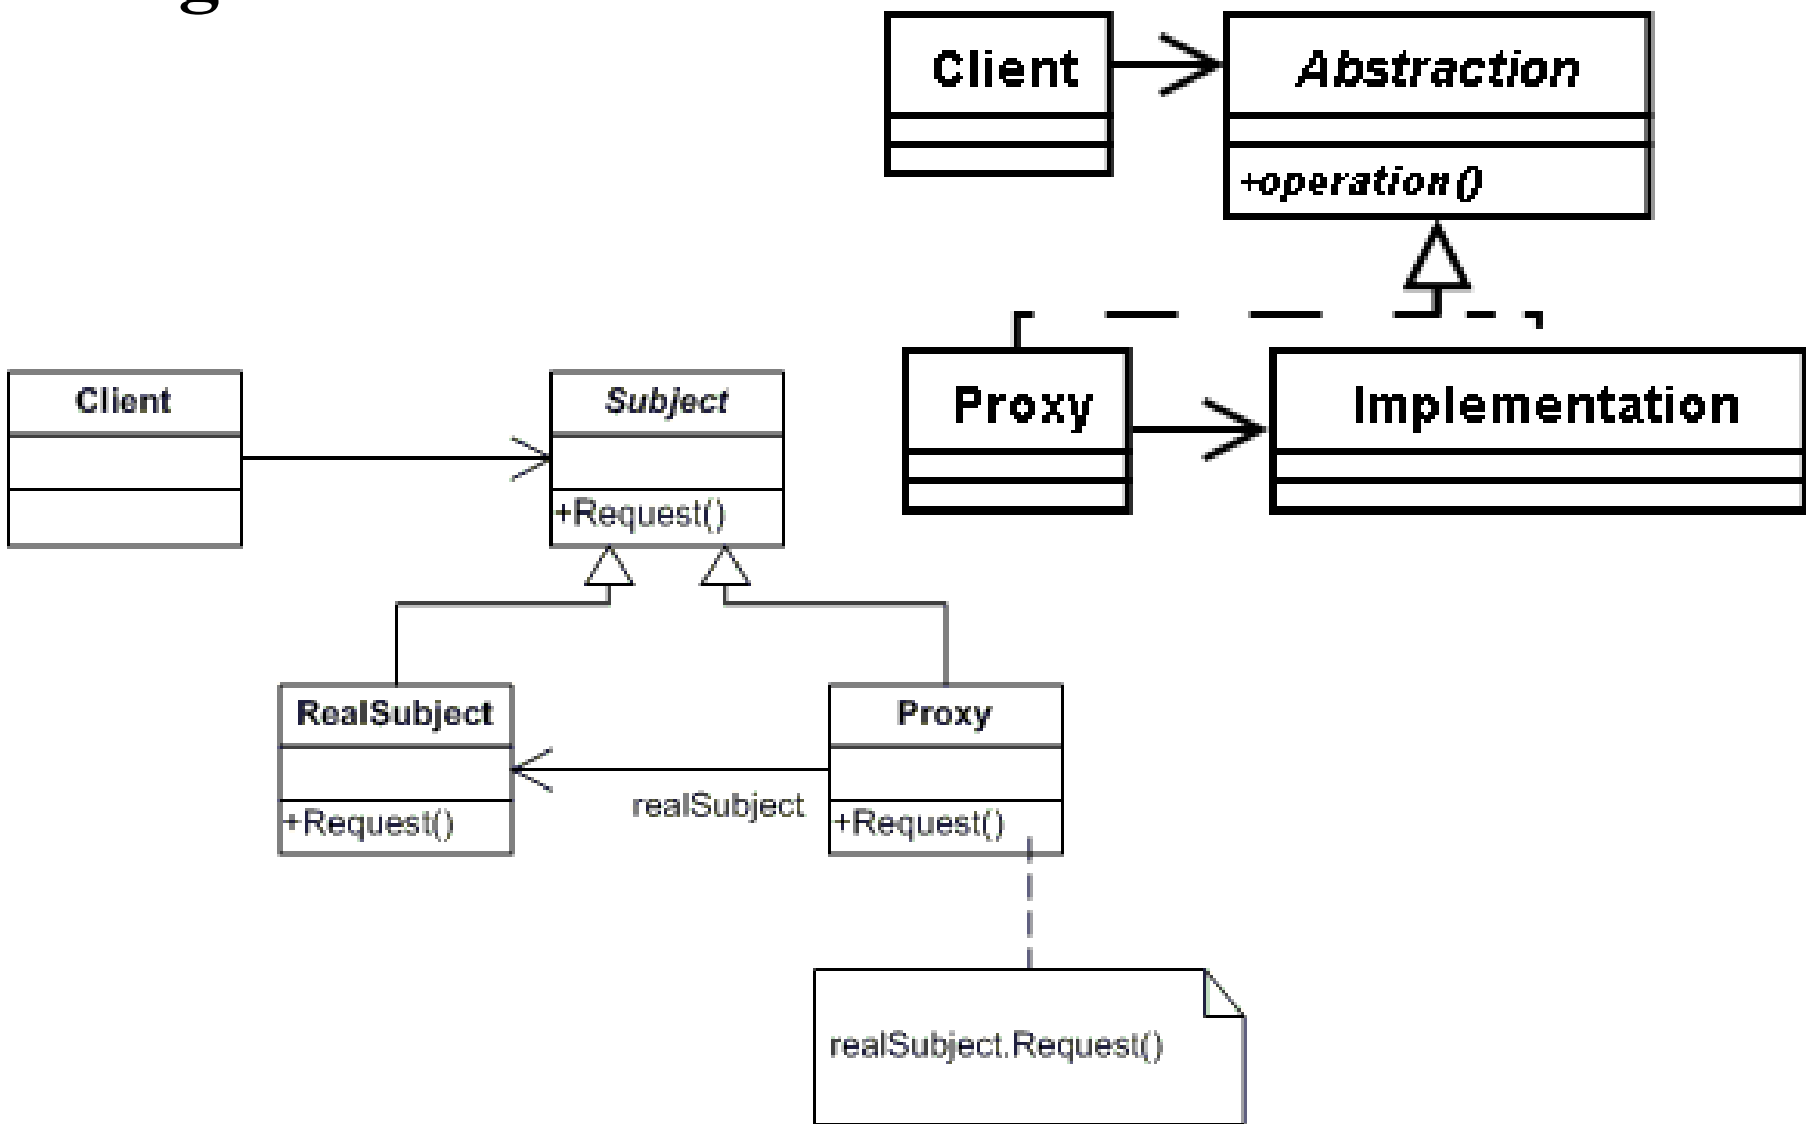 Client
Abstraction
+operation()
Proxy
Implementation
Client
Subject
+Request()
RealSubject
Proxy
+Request()
realSubject
+Request()
realSubject.Request()